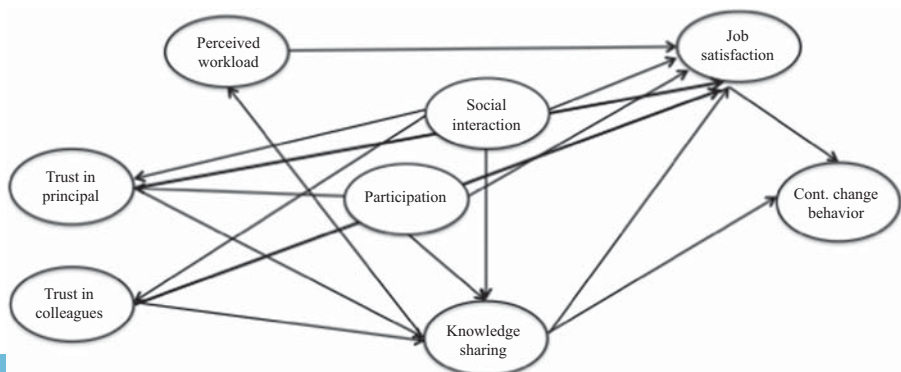 Perceived
workload
Job
satisfaction
Social
interaction
Trust in
principal
Participation
Cont. change
behavior
Trust in
colleagues
Knowledge
sharing